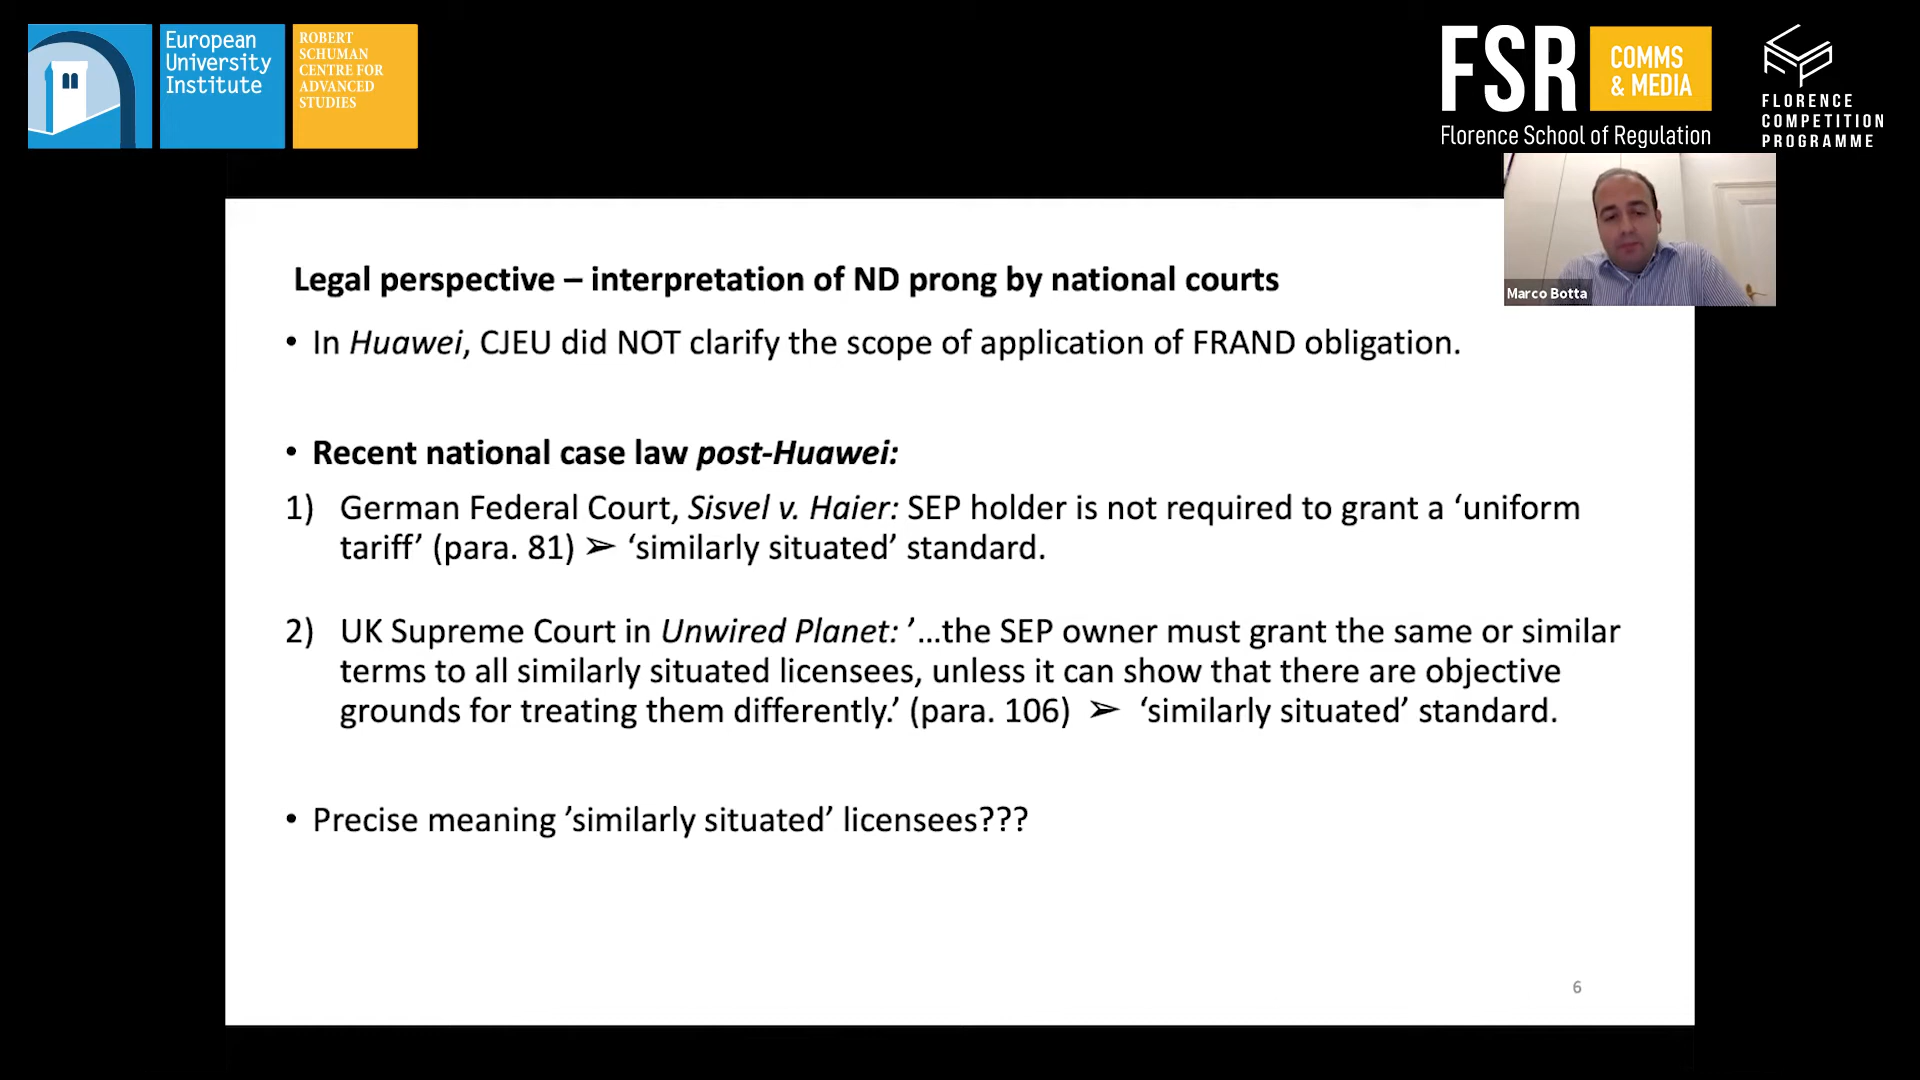 European
University
Institute
ROBERT
SCHUMAN
CENTRE FOR
ADVANCED
STUDIES
FSR
COMMS
& MEDIA
Florence School of Regulation
FLORENCE
COMPETITION
PROGRAMME
Marco Botta
Legal perspective – interpretation of ND prong by national courts
• In Huawei, CJEU did NOT clarify the scope of application of FRAND obligation.
• Recent national case law post-Huawei:
1) German Federal Court, Sisvel v. Haier: SEP holder is not required to grant a ‘uniform
tariff’ (para. 81) ➢ ‘similarly situated’ standard.
2) UK Supreme Court in Unwired Planet: ’…the SEP owner must grant the same or similar
terms to all similarly situated licensees, unless it can show that there are objective
grounds for treating them differently.’ (para. 106) ➢ ‘similarly situated’ standard.
• Precise meaning ’similarly situated’ licensees???
6